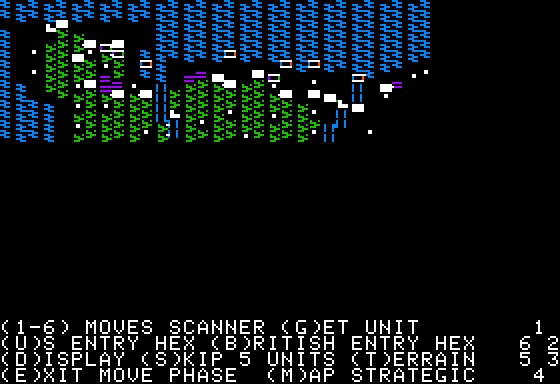 (1-6) MOVES SCANNER (G)ET UNIT 1
(U)S ENTRY HEX (B)RITISH ENTRY HEX 6 2
(D)ISPLAY (S)KIP 5 UNITS (T)ERRAIN 5 3
(E)XIT MOVE PHASE (M)AP STRATEGIC 4